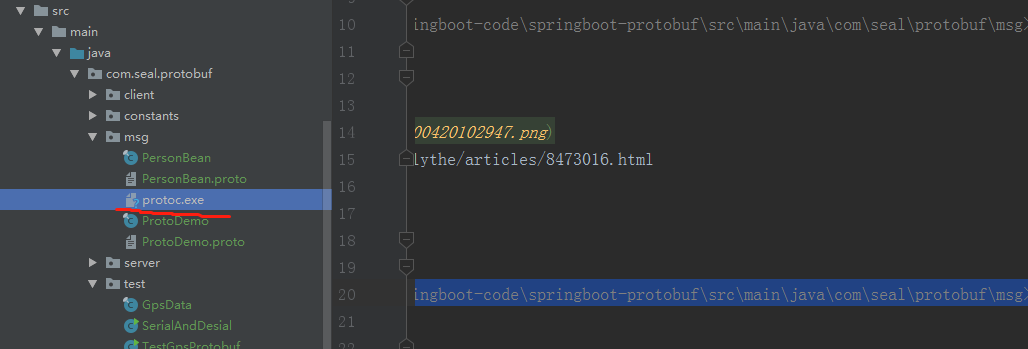 src
main
java
com.seal.protobuf
client
constants
msg
PersonBean
PersonBean.proto
protoc.exe
ProtoDemo
ProtoDemo.proto
server
test
GpsData
SerialAndDesial
TestGpsProtobuf
10 ingboot-code\springboot-protobuf\src\main\java\com\seal\protobuf\msg>
11
12
13
14 00420102947.png)
15 lythe/articles/8473016.html
16
17
18
19
20 ingboot-code\springboot-protobuf\src\main\java\com\seal\protobuf\msg>
21
22